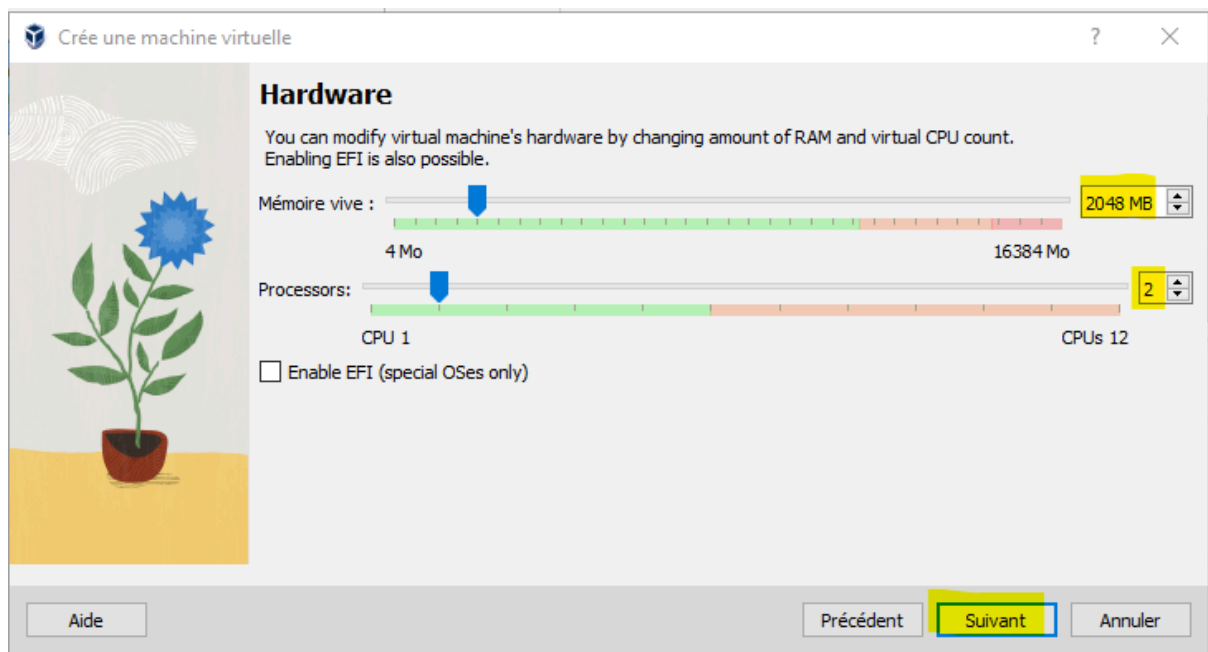 Crée une machine virtuelle
?
Hardware
You can modify virtual machine's hardware by changing amount of RAM and virtual CPU count.
Enabling EFI is also possible.
Mémoire vive : 2048 MB
4 Mo 16384 Mo
Processors: 2
CPU 1 CPUs 12
Enable EFI (special OSes only)
Aide Précédent Suivant Annuler